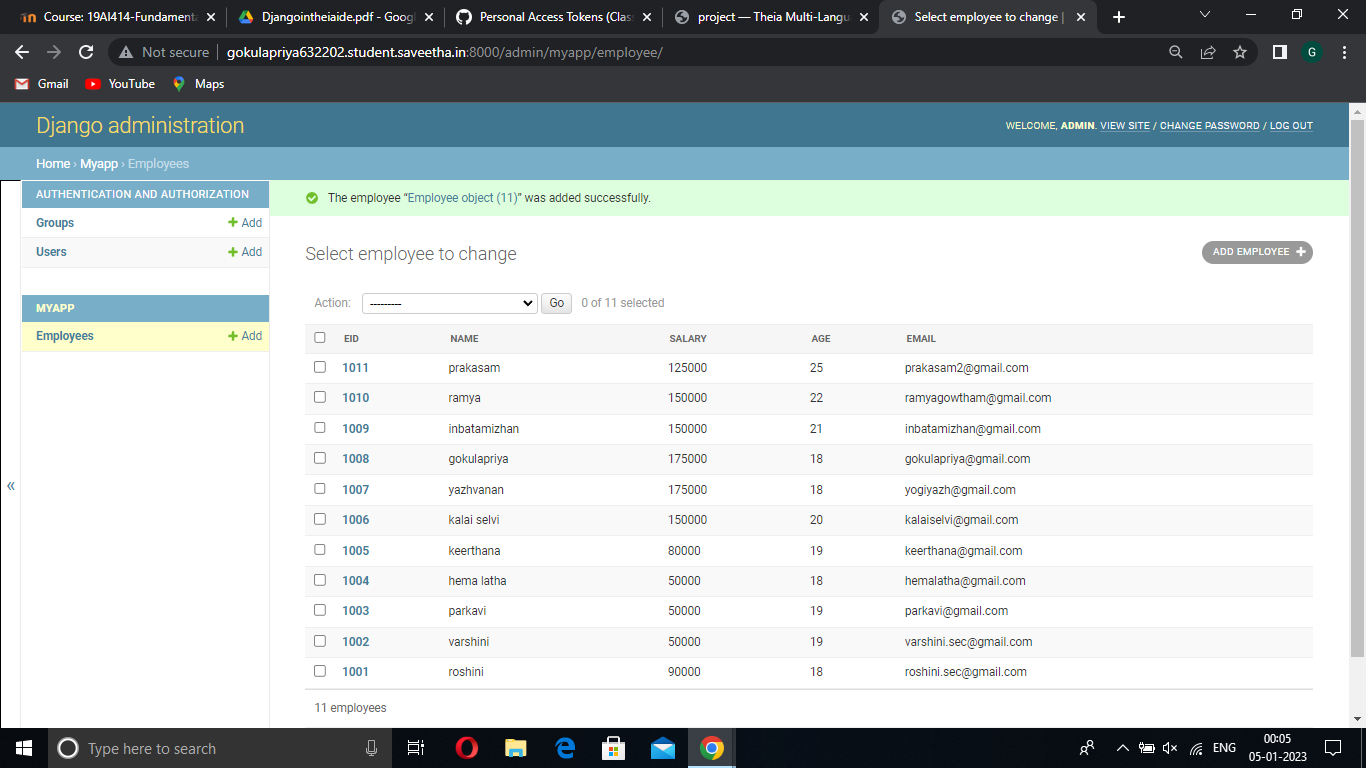 Course: 19AI414-Fundament
Djangointheiaide.pdf - Goog
Personal Access Tokens (Clas
project — Theia Multi-Langu
Select employee to change |
Not secure | gokulapriya632202.student.saveetha.in:8000/admin/myapp/employee/
G
Gmail YouTube Maps
Django administration
WELCOME, ADMIN. VIEW SITE / CHANGE PASSWORD / LOG OUT
Home › Myapp › Employees
AUTHENTICATION AND AUTHORIZATION
Groups + Add
Users + Add
MYAPP
Employees + Add
«
The employee “Employee object (11)” was added successfully.
Select employee to change
ADD EMPLOYEE +
Action: --------- Go 0 of 11 selected
EID NAME SALARY AGE EMAIL
1011 prakasam 125000 25 prakasam2@gmail.com
1010 ramya 150000 22 ramyagowtham@gmail.com
1009 inbatamizhan 150000 21 inbatamizhan@gmail.com
1008 gokulapriya 175000 18 gokulapriya@gmail.com
1007 yazhvanan 175000 18 yogiyazh@gmail.com
1006 kalai selvi 150000 20 kalaiselvi@gmail.com
1005 keerthana 80000 19 keerthana@gmail.com
1004 hema latha 50000 18 hemalatha@gmail.com
1003 parkavi 50000 19 parkavi@gmail.com
1002 varshini 50000 19 varshini.sec@gmail.com
1001 roshini 90000 18 roshini.sec@gmail.com
11 employees
Type here to search
ENG
00:05
05-01-2023